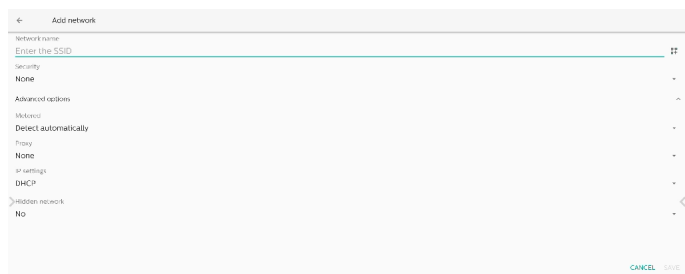 Add network
Network name
Enter the SSID
Security
None
Advanced options
Metered
Detect automatically
Proxy
None
IP settings
DHCP
Hidden network
No
CANCEL SAVE